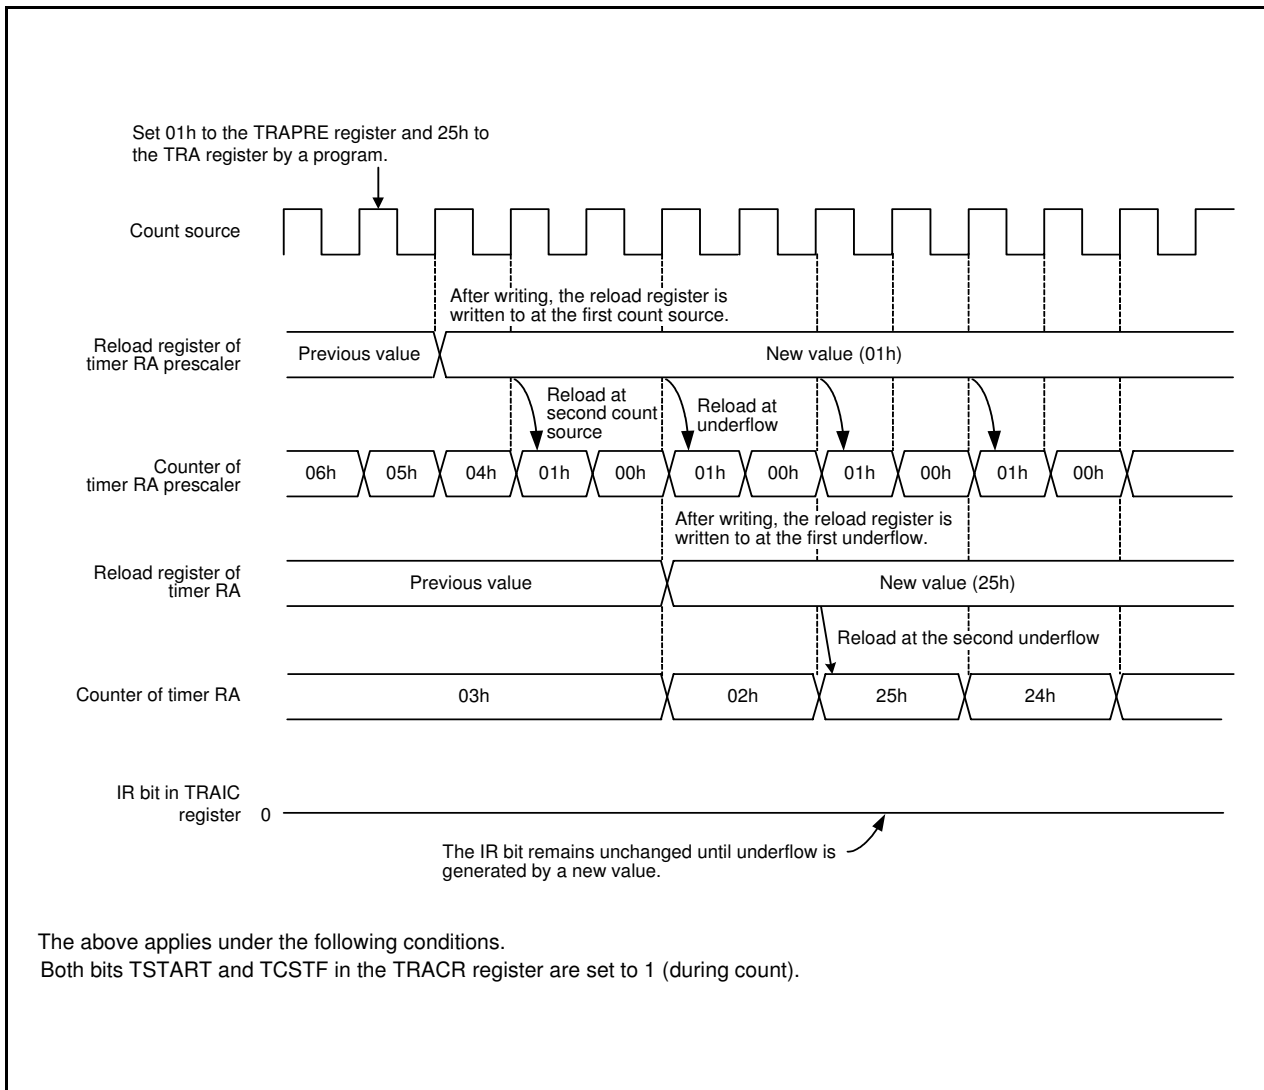 Set 01h to the TRAPRE register and 25h to
the TRA register by a program.
Count source
After writing, the reload register is
written to at the first count source.
Reload register of
timer RA prescaler
Previous value
New value (01h)
Reload at
second count
source
Reload at
underflow
Counter of
timer RA prescaler
06h 05h 04h 01h 00h 01h 00h 01h 00h 01h 00h
After writing, the reload register is
written to at the first underflow.
Reload register of
timer RA
Previous value
New value (25h)
Reload at the second underflow
Counter of timer RA
03h 02h 25h 24h
IR bit in TRAIC
register 0
The IR bit remains unchanged until underflow is
generated by a new value.
The above applies under the following conditions.
Both bits TSTART and TCSTF in the TRACR register are set to 1 (during count).